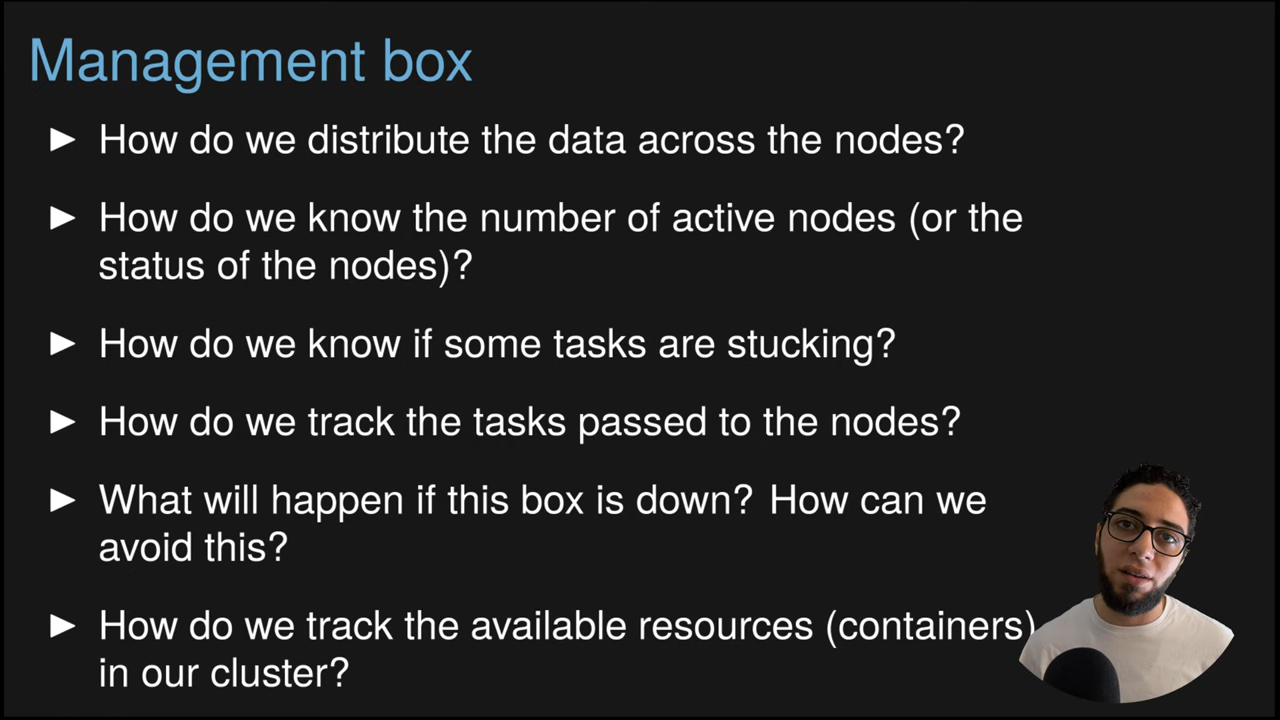 Management box
► How do we distribute the data across the nodes?
► How do we know the number of active nodes (or the
status of the nodes)?
► How do we know if some tasks are stucking?
► How do we track the tasks passed to the nodes?
► What will happen if this box is down? How can we
avoid this?
► How do we track the available resources (containers)
in our cluster?